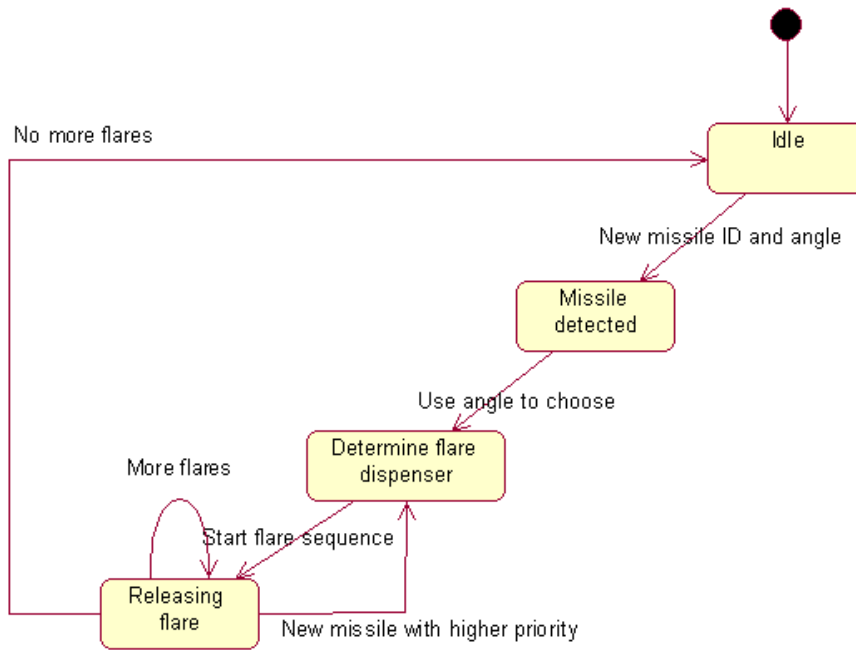 No more flares
Idle
New missile ID and angle
Missile
detected
Use angle to choose
Determine flare
dispenser
More flares
Start flare sequence
Releasing
flare
New missile with higher priority